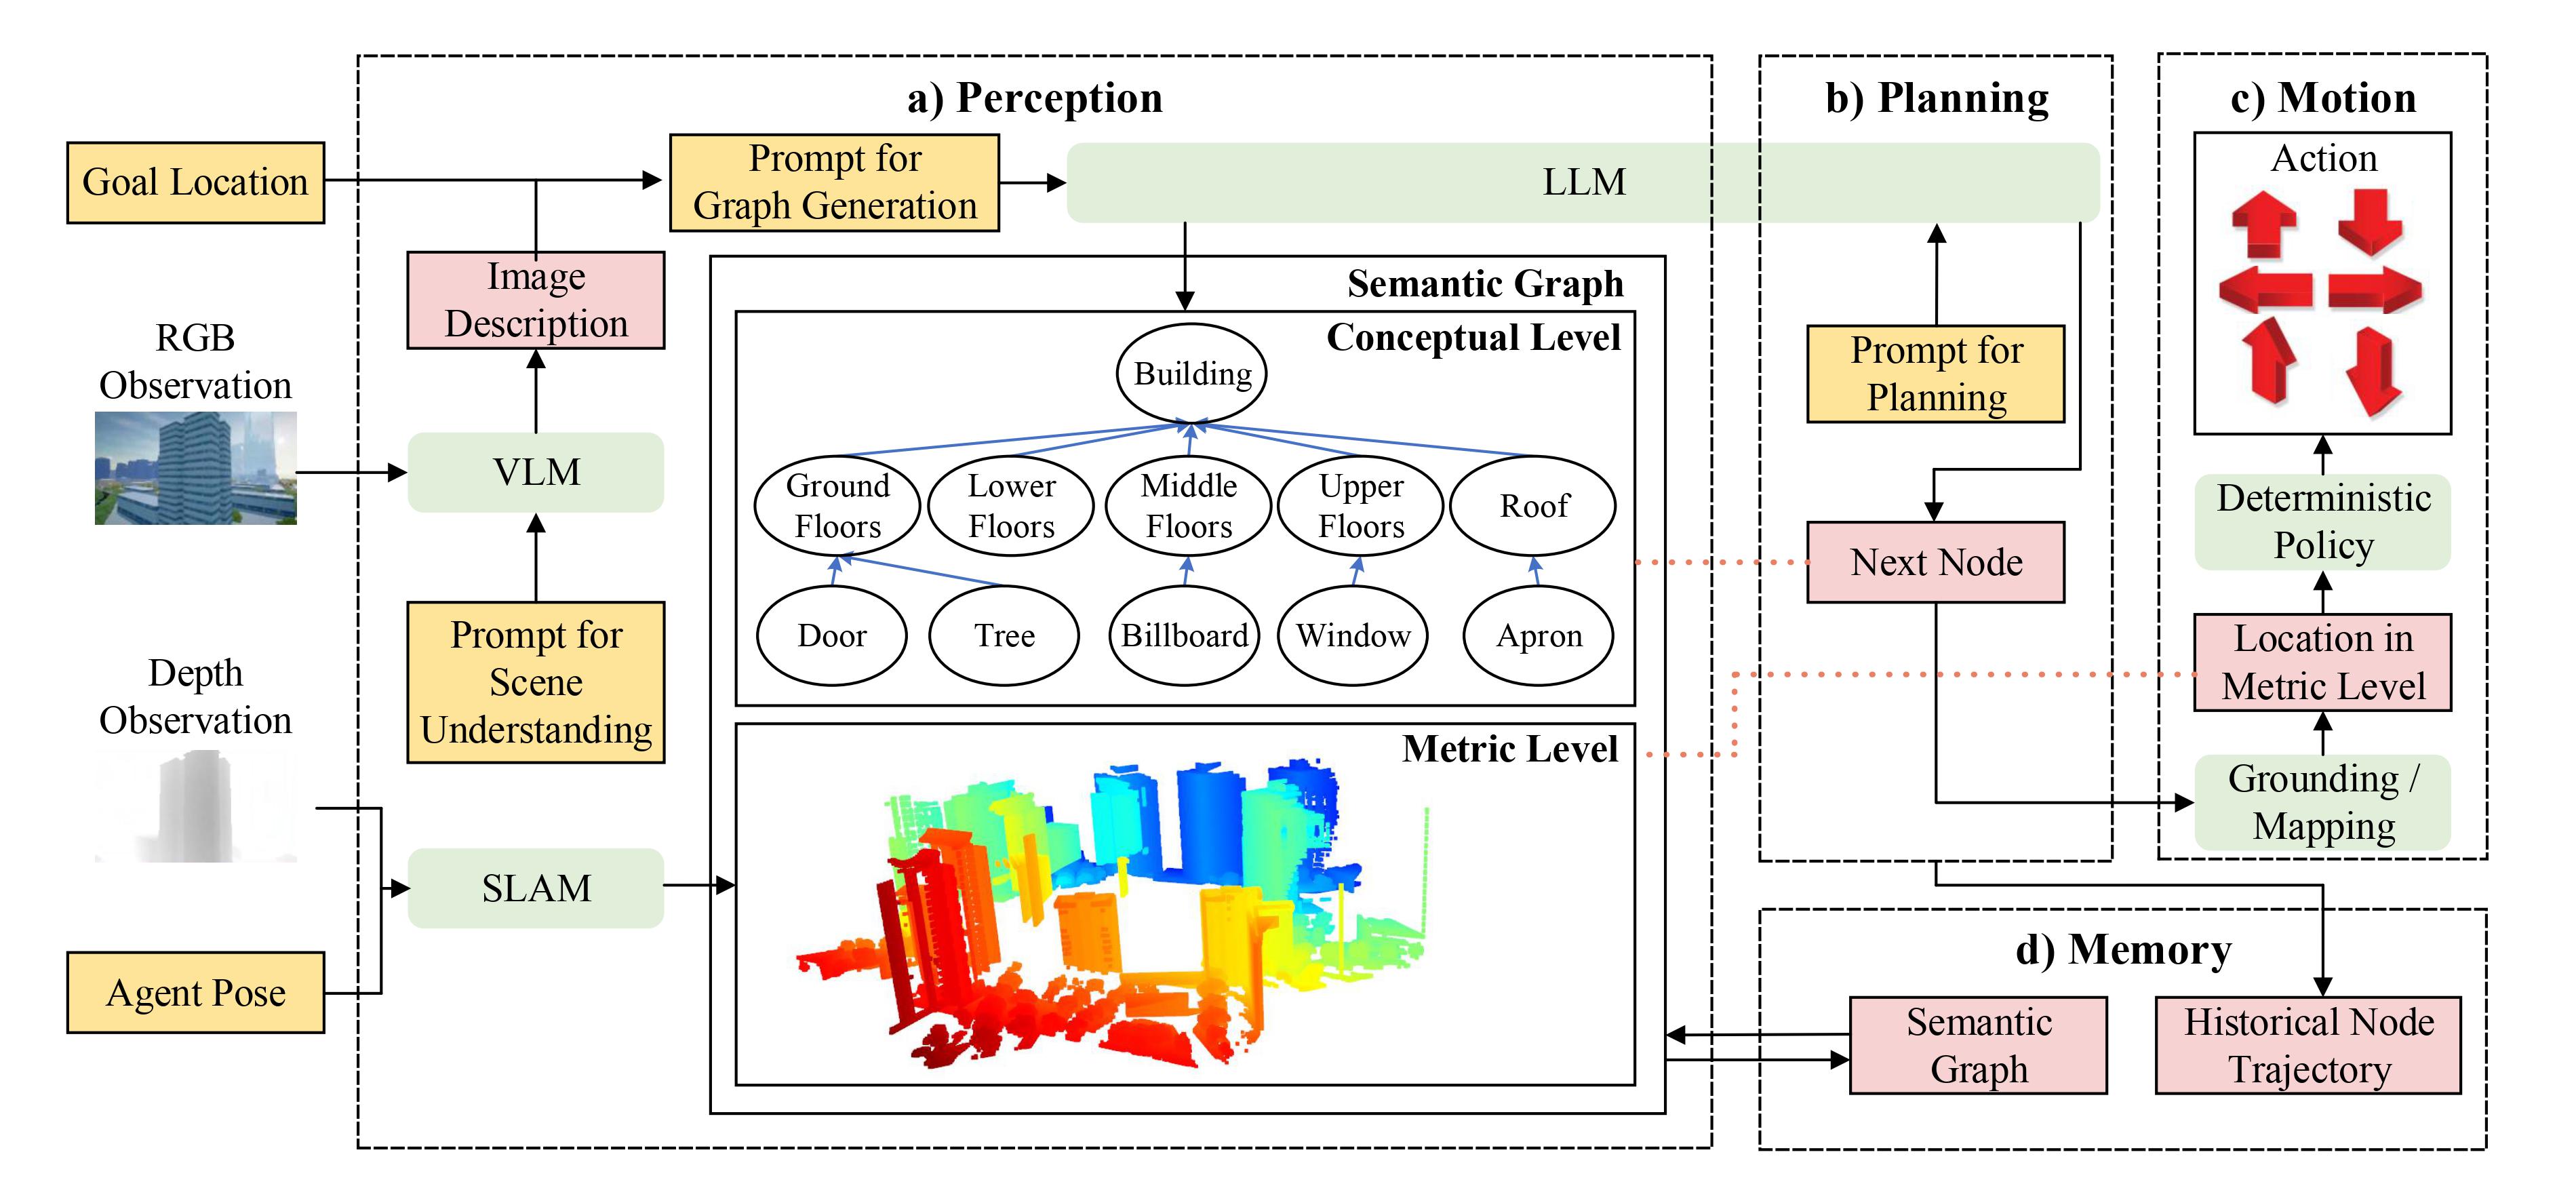 a) Perception
b) Planning
c) Motion
Goal Location
Prompt for
Graph Generation
LLM
Action
Image
Description
Semantic Graph
Conceptual Level
RGB
Observation
Building
Prompt for
Planning
VLM
Ground
Floors
Lower
Floors
Middle
Floors
Upper
Floors
Roof
Deterministic
Policy
Next Node
Prompt for
Scene
Understanding
Door
Tree
Billboard
Window
Apron
Location in
Metric Level
Depth
Observation
Metric Level
Grounding /
Mapping
SLAM
Agent Pose
d) Memory
Semantic
Graph
Historical Node
Trajectory